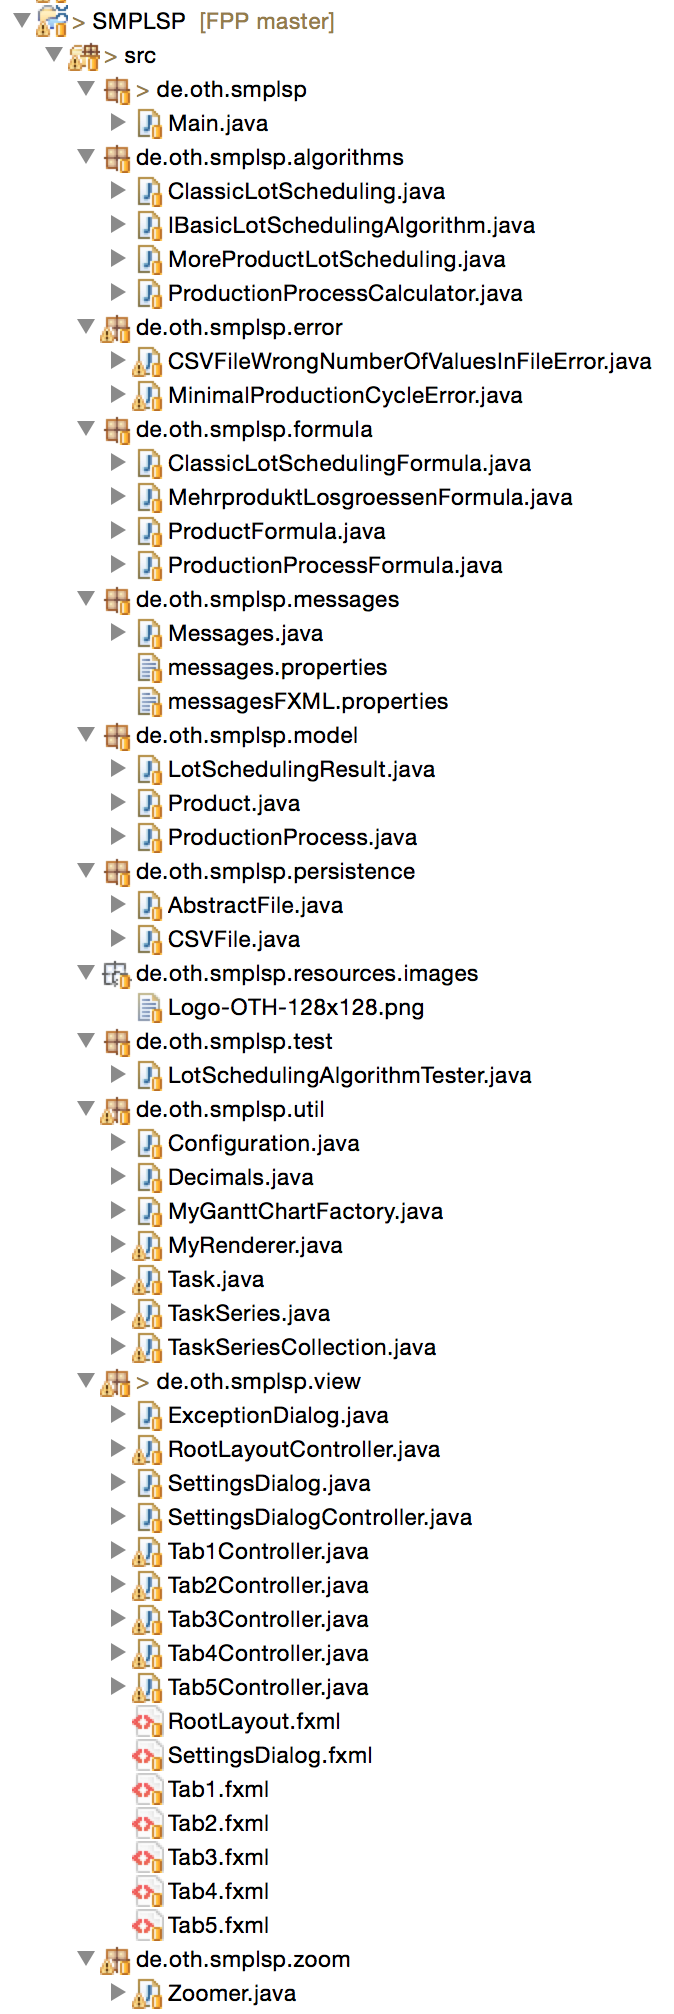 > SMPLSP [FPP master]
> src
> de.oth.smplsp
Main.java
de.oth.smplsp.algorithms
ClassicLotScheduling.java
IBasicLotSchedulingAlgorithm.java
MoreProductLotScheduling.java
ProductionProcessCalculator.java
de.oth.smplsp.error
CSVFileWrongNumberOfValuesInFileError.java
MinimalProductionCycleError.java
de.oth.smplsp.formula
ClassicLotSchedulingFormula.java
MehrproduktLosgroessenFormula.java
ProductFormula.java
ProductionProcessFormula.java
de.oth.smplsp.messages
Messages.java
messages.properties
messagesFXML.properties
de.oth.smplsp.model
LotSchedulingResult.java
Product.java
ProductionProcess.java
de.oth.smplsp.persistence
AbstractFile.java
CSVFile.java
de.oth.smplsp.resources.images
Logo-OTH-128x128.png
de.oth.smplsp.test
LotSchedulingAlgorithmTester.java
de.oth.smplsp.util
Configuration.java
Decimals.java
MyGanttChartFactory.java
MyRenderer.java
Task.java
TaskSeries.java
TaskSeriesCollection.java
> de.oth.smplsp.view
ExceptionDialog.java
RootLayoutController.java
SettingsDialog.java
SettingsDialogController.java
Tab1Controller.java
Tab2Controller.java
Tab3Controller.java
Tab4Controller.java
Tab5Controller.java
RootLayout.fxml
SettingsDialog.fxml
Tab1.fxml
Tab2.fxml
Tab3.fxml
Tab4.fxml
Tab5.fxml
de.oth.smplsp.zoom
Zoomer.java